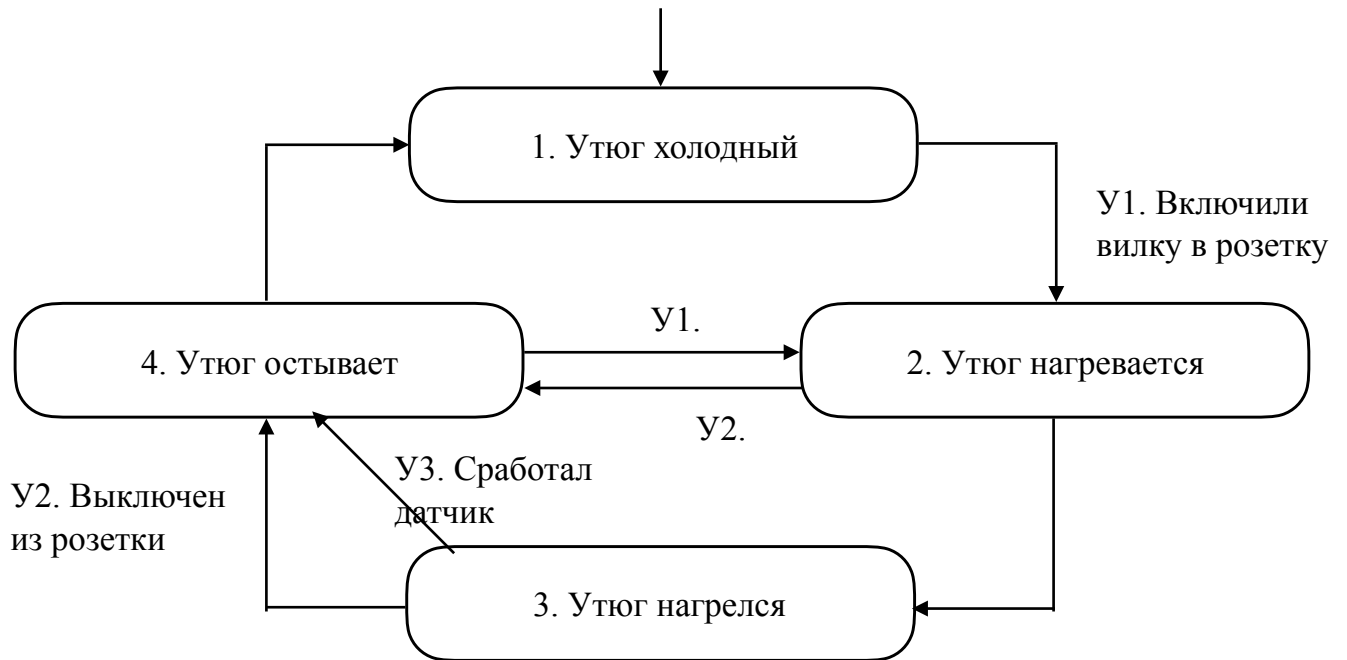 1. Утюг холодный
У1. Включили
вилку в розетку
У1.
4. Утюг остывает
2. Утюг нагревается
У2.
У3. Сработал
датчик
У2. Выключен
из розетки
3. Утюг нагрелся